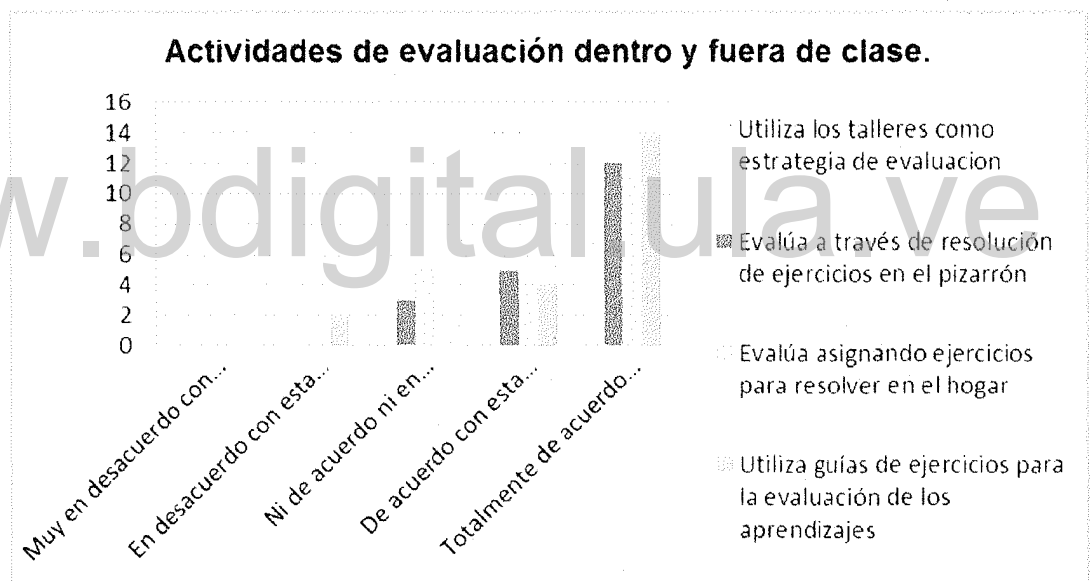 Actividades de evaluación dentro y fuera de clase.
16
14
12
10
8
6
4
2
0
Muy en desacuerdo con...
En desacuerdo con esta...
Ni de acuerdo ni en...
De acuerdo con esta...
Totalmente de acuerdo...
Utiliza los talleres como
estrategia de evaluacion
Evalúa a través de resolución
de ejercicios en el pizarrón
Evalúa asignando ejercicios
para resolver en el hogar
Utiliza guías de ejercicios para
la evaluación de los
aprendizajes
w.bdigital.ula.ve